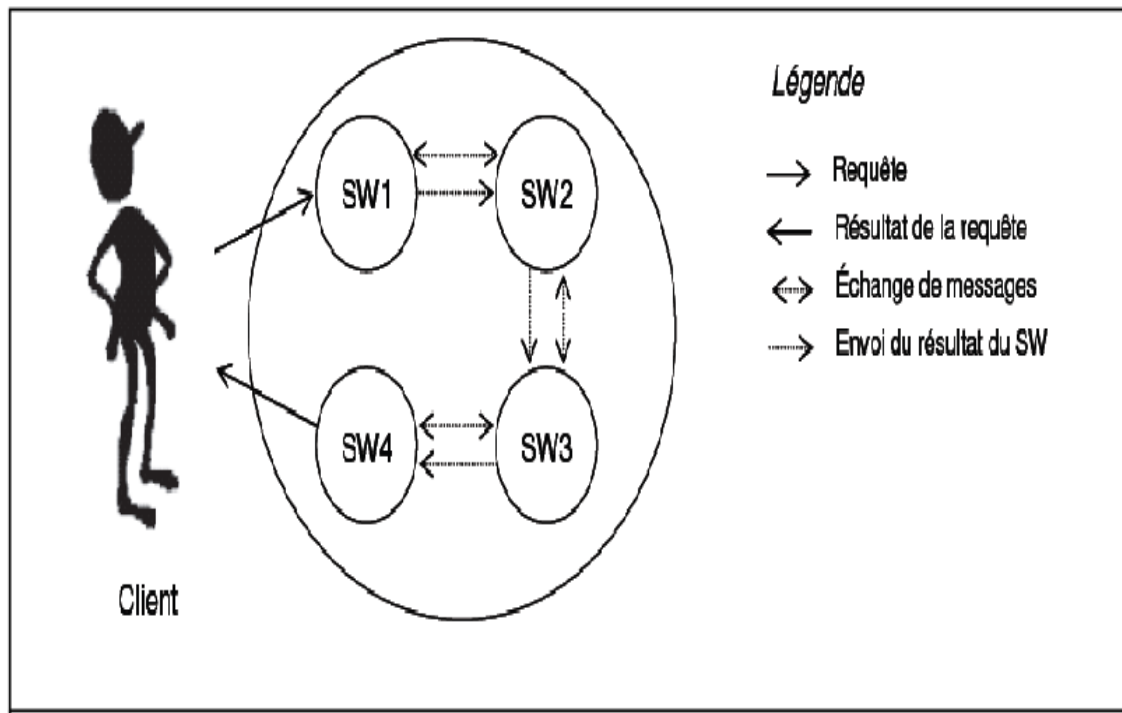 Légende
SW1
SW2
Requête
Résultat de la requête
Échange de messages
Envoi du résultat du SW
SW4
SW3
Client